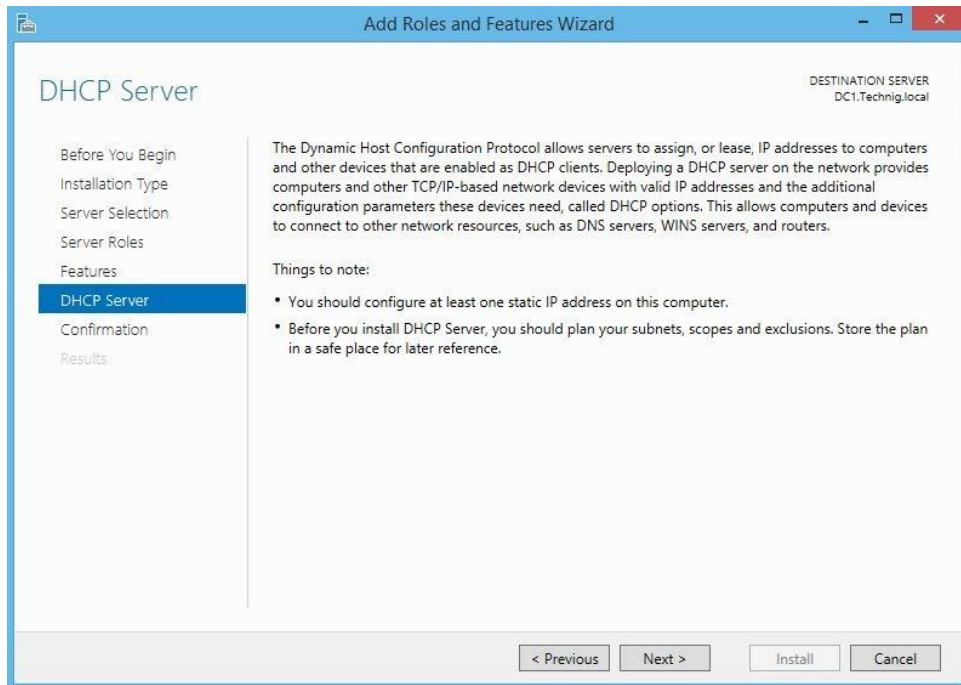 Add Roles and Features Wizard
DHCP Server
DESTINATION SERVER
DC1.Technig.local
Before You Begin
Installation Type
Server Selection
Server Roles
Features
DHCP Server
Confirmation
Results
The Dynamic Host Configuration Protocol allows servers to assign, or lease, IP addresses to computers
and other devices that are enabled as DHCP clients. Deploying a DHCP server on the network provides
computers and other TCP/IP-based network devices with valid IP addresses and the additional
configuration parameters these devices need, called DHCP options. This allows computers and devices
to connect to other network resources, such as DNS servers, WINS servers, and routers.
Things to note:
• You should configure at least one static IP address on this computer.
• Before you install DHCP Server, you should plan your subnets, scopes and exclusions. Store the plan
in a safe place for later reference.
< Previous
Next >
Install
Cancel